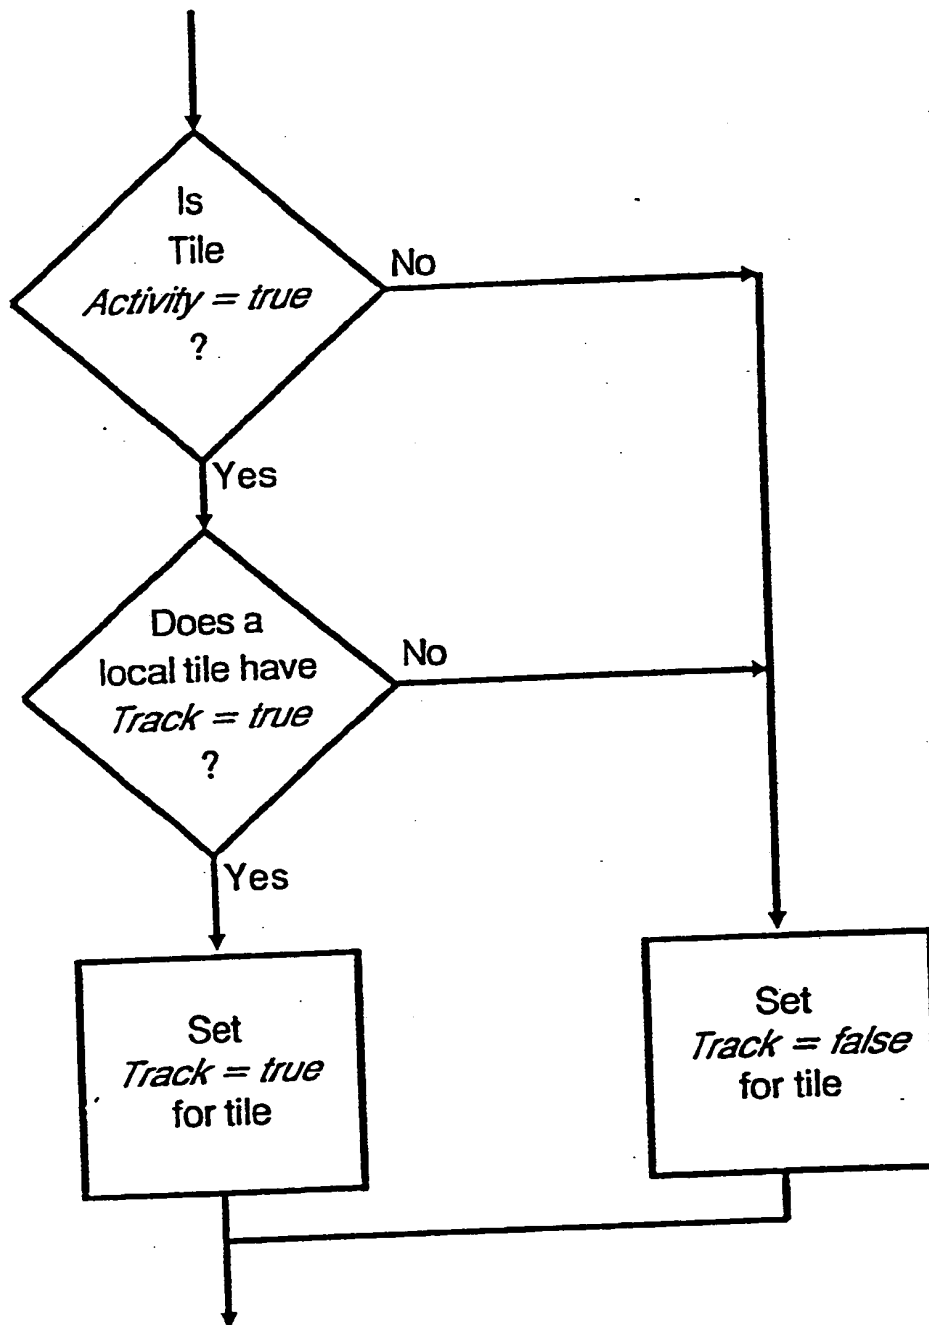 Is
Tile
Activity = true
?
No
Yes
Does a
local tile have
Track = true
?
No
Yes
Set
Track = true
for tile
Set
Track = false
for tile